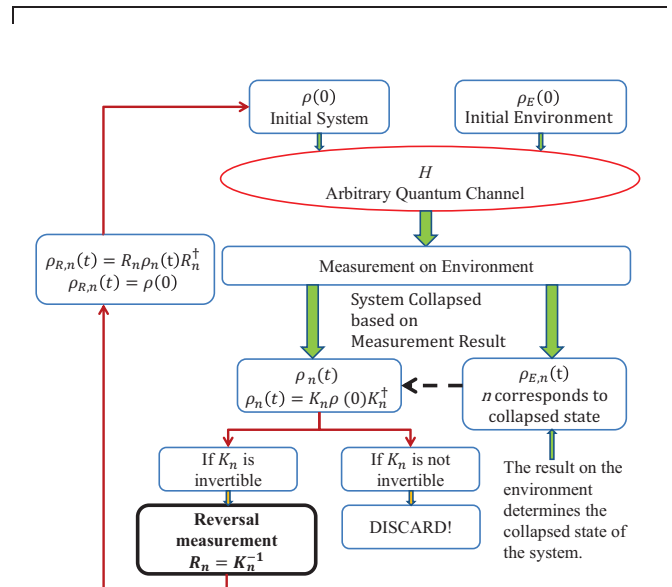 ρ(0)
Initial System
ρ_E(0)
Initial Environment
H
Arbitrary Quantum Channel
ρ_{R,n}(t) = R_nρ_n(t)R_n^†
ρ_{R,n}(t) = ρ(0)
Measurement on Environment
System Collapsed
based on
Measurement Result
ρ_n(t)
ρ_n(t) = K_nρ (0)K_n^†
ρ_{E,n}(t)
n corresponds to
collapsed state
If K_n is
invertible
If K_n is not
invertible
The result on the
environment
determines the
collapsed state of
the system.
Reversal
measurement
R_n = K_n^{-1}
DISCARD!